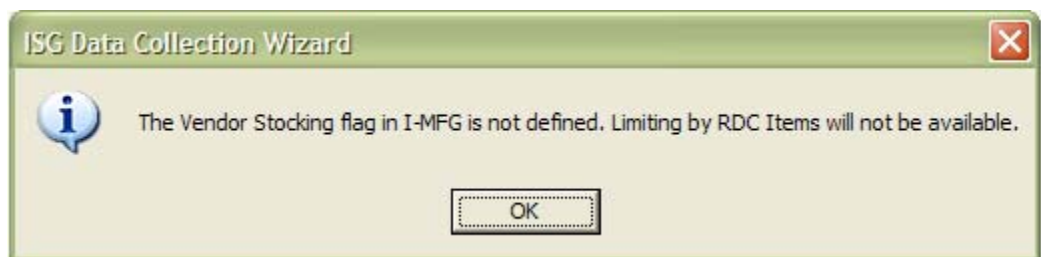 ISG Data Collection Wizard
The Vendor Stocking flag in I-MFG is not defined. Limiting by RDC Items will not be available.
OK